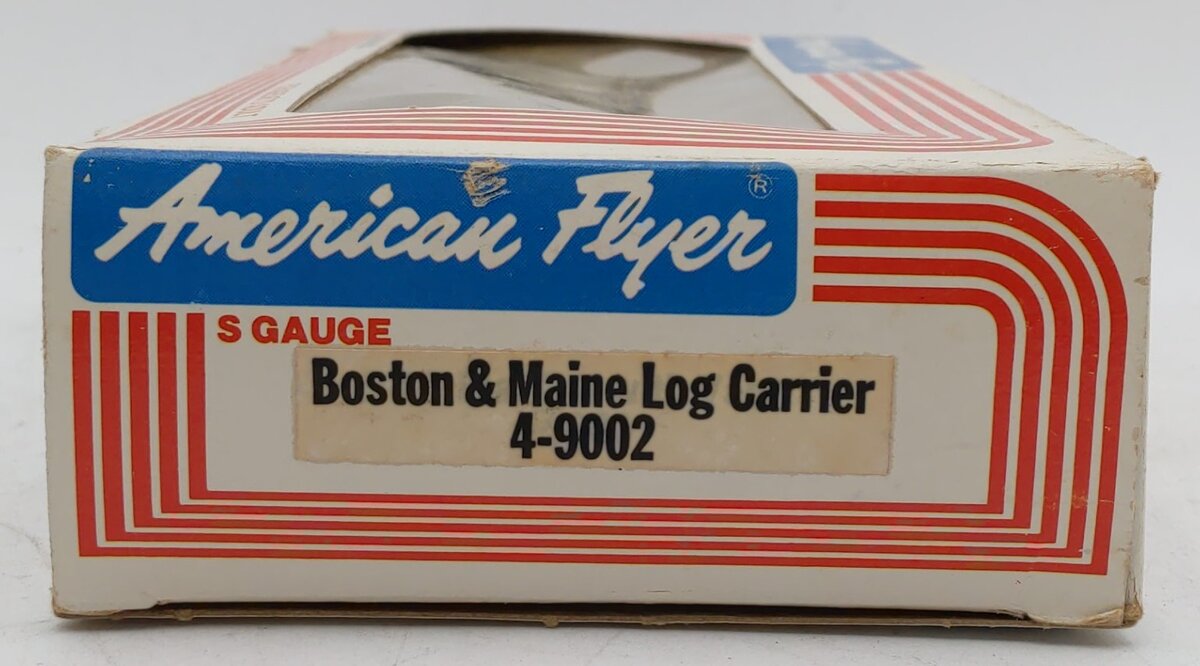 American Flyer®
S GAUGE
Boston & Maine Log Carrier
4-9002